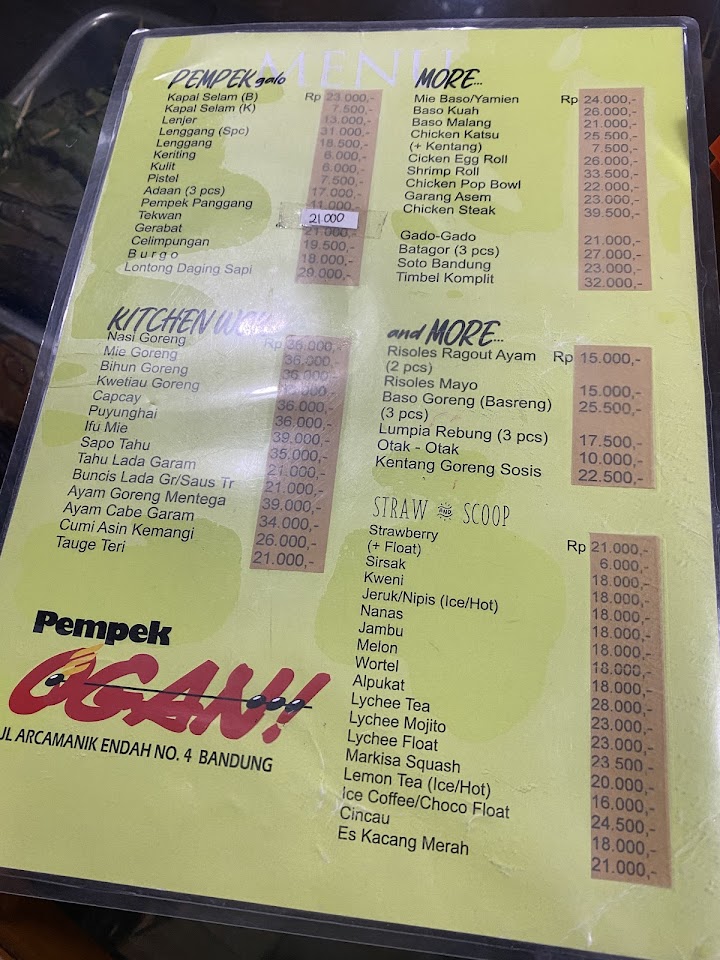 MENU
PEMPEK galo
Kapal Selam (B) Rp 23.000,-
Kapal Selam (K) 7.500,-
Lenjer 13.000,-
Lenggang (Spc) 31.000,-
Lenggang 18.500,-
Keriting 6.000,-
Kulit 6.000,-
Pistel 7.500,-
Adaan (3 pcs) 17.000,-
Pempek Panggang 11.000,-
Tekwan 21.000
Gerabat 21.000,-
Celimpungan 19.500,-
Burgo 18.000,-
Lontong Daging Sapi 29.000,-
KITCHEN
Nasi Goreng Rp 36.000,-
Mie Goreng 36.000,-
Bihun Goreng 36.000,-
Kwetiau Goreng
Capcay 36.000,-
Puyunghai 36.000,-
Ifu Mie 39.000,-
Sapo Tahu 35.000,-
Tahu Lada Garam 21.000,-
Buncis Lada Gr/Saus Tr 21.000,-
Ayam Goreng Mentega 39.000,-
Ayam Cabe Garam 34.000,-
Cumi Asin Kemangi 26.000,-
Tauge Teri 21.000,-
Pempek
OGAN!!
JL ARCAMANIK ENDAH NO. 4 BANDUNG
MORE...
Mie Baso/Yamien Rp 24.000,-
Baso Kuah 26.000,-
Baso Malang 21.000,-
Chicken Katsu 25.500,-
(+ Kentang) 7.500,-
Cicken Egg Roll 26.000,-
Shrimp Roll 33.500,-
Chicken Pop Bowl 22.000,-
Garang Asem 23.000,-
Chicken Steak 39.500,-
Gado-Gado 21.000,-
Batagor (3 pcs) 27.000,-
Soto Bandung 23.000,-
Timbel Komplit 32.000,-
and MORE...
Risoles Ragout Ayam Rp 15.000,-
(2 pcs)
Risoles Mayo 15.000,-
Baso Goreng (Basreng) 25.500,-
(3 pcs)
Lumpia Rebung (3 pcs) 17.500,-
Otak - Otak 10.000,-
Kentang Goreng Sosis 22.500,-
STRAW AND SCOOP
Strawberry Rp 21.000,-
(+ Float) 6.000,-
Sirsak 18.000,-
Kweni 18.000,-
Jeruk/Nipis (Ice/Hot) 18.000,-
Nanas 18.000,-
Jambu 18.000,-
Melon 18.000,-
Wortel 18.000,-
Alpukat 28.000,-
Lychee Tea 23.000,-
Lychee Mojito 23.000,-
Lychee Float 23.500,-
Markisa Squash 20.000,-
Lemon Tea (Ice/Hot) 16.000,-
Ice Coffee/Choco Float 24.500,-
Cincau 18.000,-
Es Kacang Merah 21.000,-